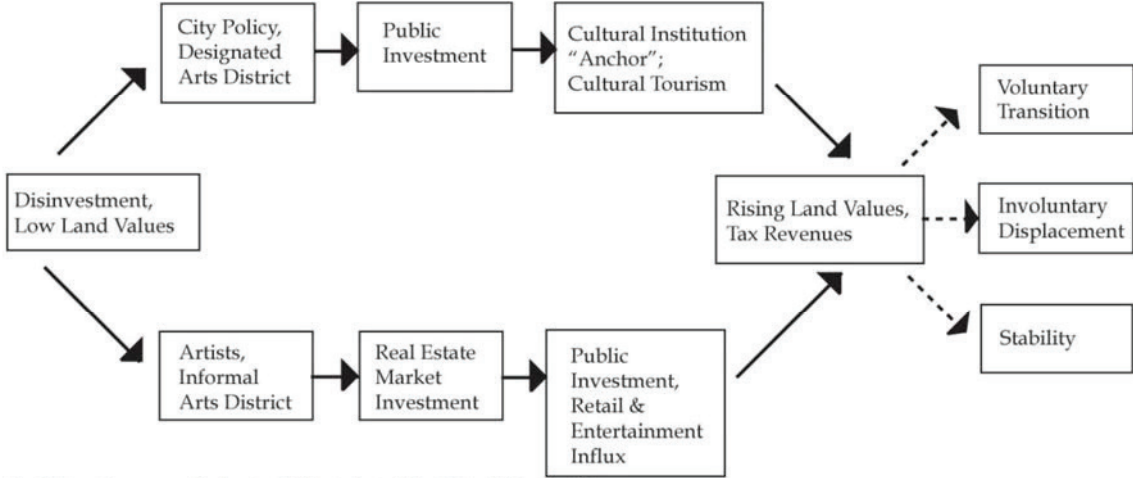 City Policy,
Designated
Arts District
Public
Investment
Cultural Institution
“Anchor”;
Cultural Tourism
Voluntary
Transition
Disinvestment,
Low Land Values
Rising Land Values,
Tax Revenues
Involuntary
Displacement
Stability
Artists,
Informal
Arts District
Real Estate
Market
Investment
Public
Investment,
Retail &
Entertainment
Influx